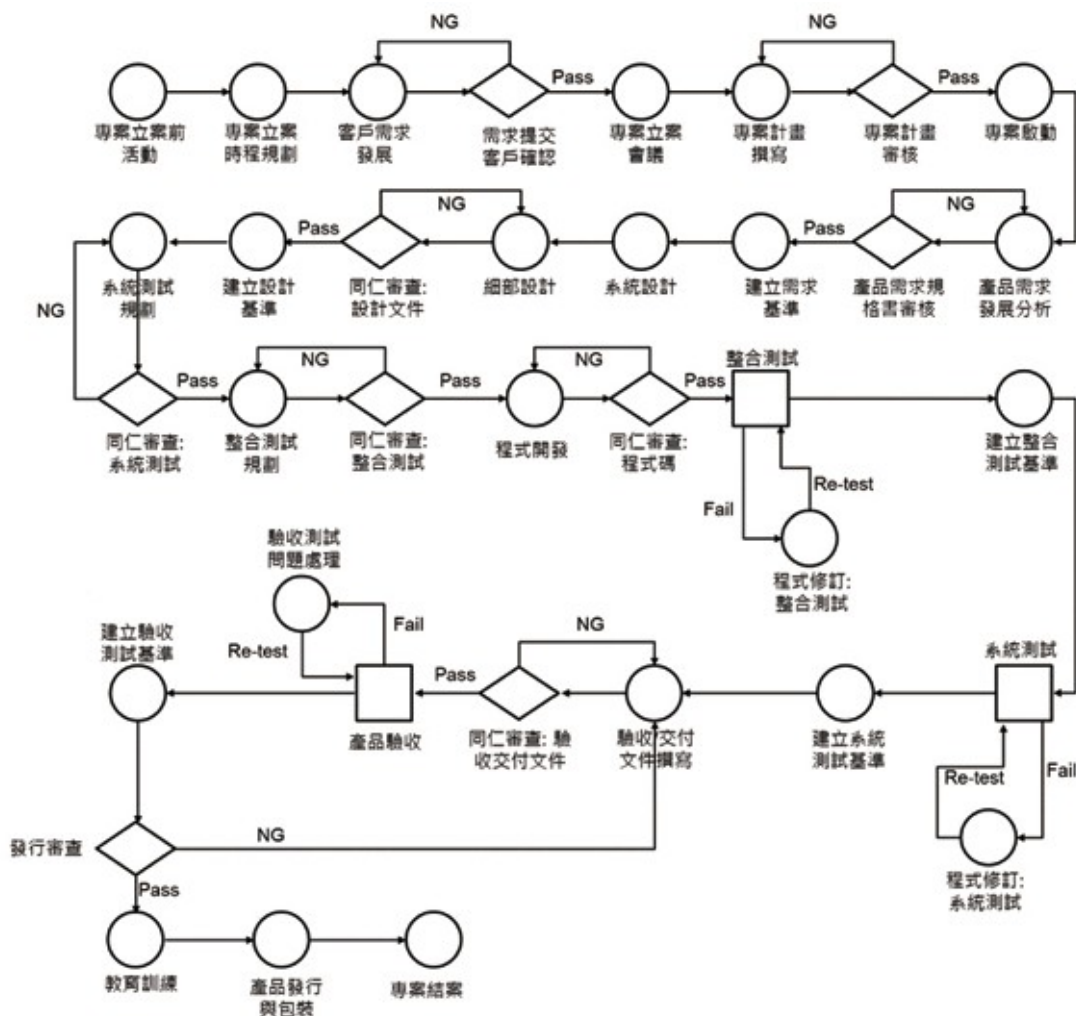 NG
NG
Pass
Pass
專案立案前
活動
專案立案
時程規劃
客戶需求
發展
需求提交
客戶確認
專案立案
會議
專案計畫
撰寫
專案計畫
審核
專案啟動
NG
NG
Pass
Pass
系統測試
規劃
建立設計
基準
同仁審查:
設計文件
細部設計
系統設計
建立需求
基準
產品需求規
格書審核
產品需求
發展分析
NG
NG
NG
整合測試
Pass
Pass
Pass
同仁審查:
系統測試
整合測試
規劃
同仁審查:
整合測試
程式開發
同仁審查:
程式碼
建立整合
測試基準
Fail
Re-test
程式修訂:
整合測試
驗收測試
問題處理
Fail
Re-test
建立驗收
測試基準
NG
Pass
系統測試
產品驗收
同仁審查: 驗
收交付文件
驗收/交付
文件撰寫
建立系統
測試基準
Re-test
Fail
發行審查
NG
Pass
程式修訂:
系統測試
教育訓練
產品發行
與包裝
專案結案